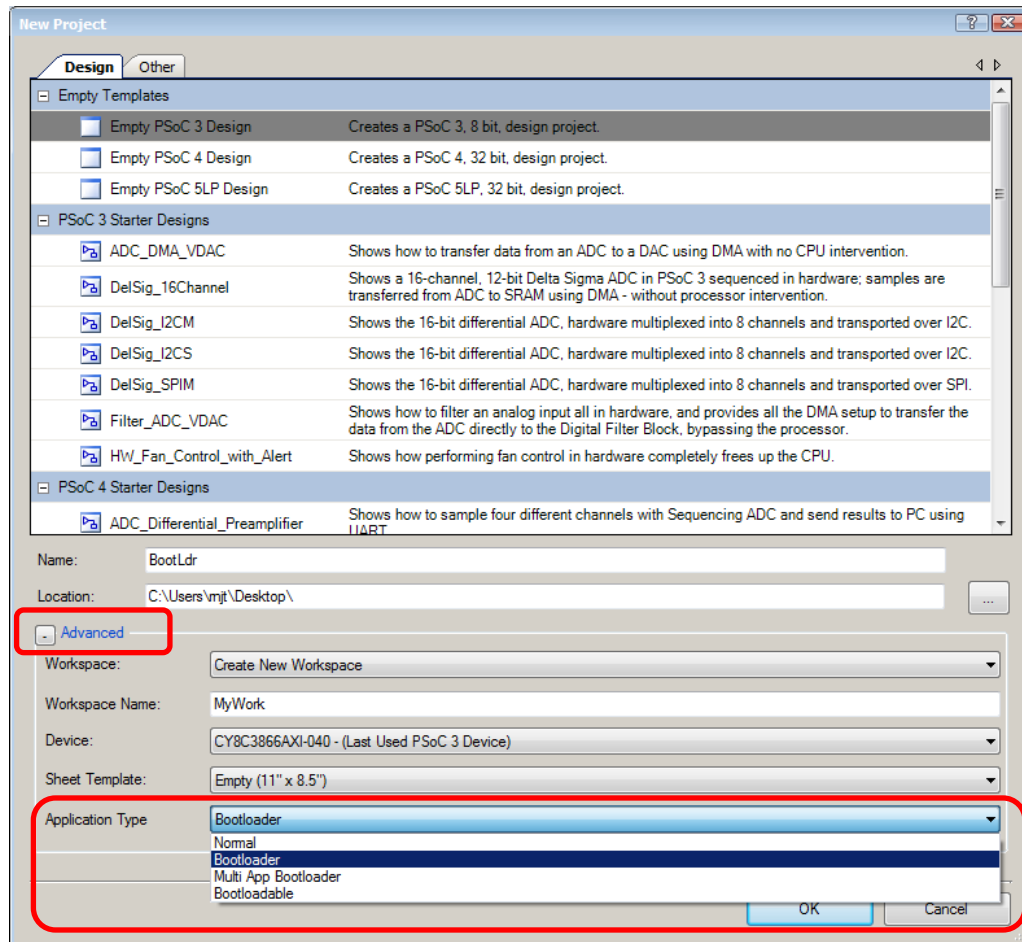 New Project
Design Other
Empty Templates
Empty PSoC 3 Design Creates a PSoC 3, 8 bit, design project.
Empty PSoC 4 Design Creates a PSoC 4, 32 bit, design project.
Empty PSoC 5LP Design Creates a PSoC 5LP, 32 bit, design project.
PSoC 3 Starter Designs
ADC_DMA_VDAC Shows how to transfer data from an ADC to a DAC using DMA with no CPU intervention.
DelSig_16Channel Shows a 16-channel, 12-bit Delta Sigma ADC in PSoC 3 sequenced in hardware; samples are
transferred from ADC to SRAM using DMA - without processor intervention.
DelSig_I2CM Shows the 16-bit differential ADC, hardware multiplexed into 8 channels and transported over I2C.
DelSig_I2CS Shows the 16-bit differential ADC, hardware multiplexed into 8 channels and transported over I2C.
DelSig_SPIM Shows the 16-bit differential ADC, hardware multiplexed into 8 channels and transported over SPI.
Filter_ADC_VDAC Shows how to filter an analog input all in hardware, and provides all the DMA setup to transfer the
data from the ADC directly to the Digital Filter Block, bypassing the processor.
HW_Fan_Control_with_Alert Shows how performing fan control in hardware completely frees up the CPU.
PSoC 4 Starter Designs
ADC_Differential_Preamplifier Shows how to sample four different channels with Sequencing ADC and send results to PC using
UART
Name: BootLdr
Location: C:\Users\mjt\Desktop\ ...
- Advanced
Workspace: Create New Workspace
Workspace Name: MyWork
Device: CY8C3866AXI-040 - (Last Used PSoC 3 Device)
Sheet Template: Empty (11" x 8.5")
Application Type Bootloader
Normal
Bootloader
Multi App Bootloader
Bootloadable
OK Cancel